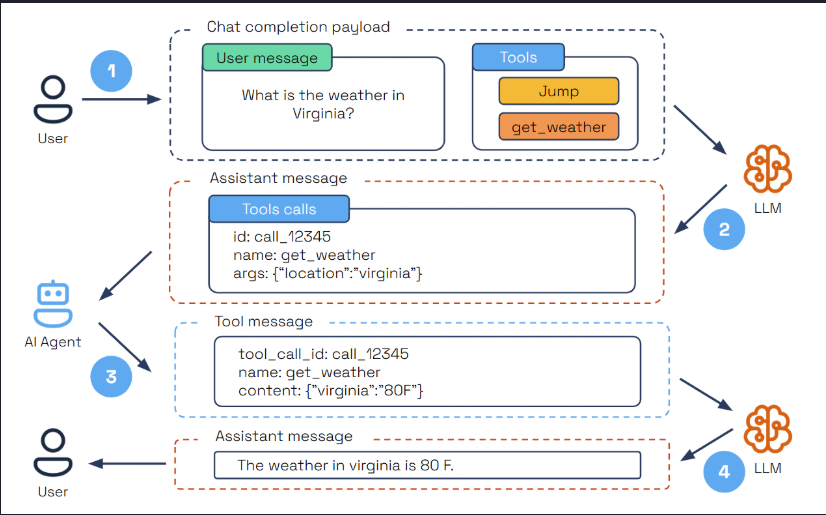 Chat completion payload
1
User message
Tools
What is the weather in
Virginia?
Jump
get_weather
User
LLM
Assistant message
2
Tools calls
id: call_12345
name: get_weather
args: {“location”:”virginia”}
AI Agent
Tool message
3
tool_call_id: call_12345
name: get_weather
content: {”virginia”:”80F”}
Assistant message
The weather in virginia is 80 F.
4
LLM
User